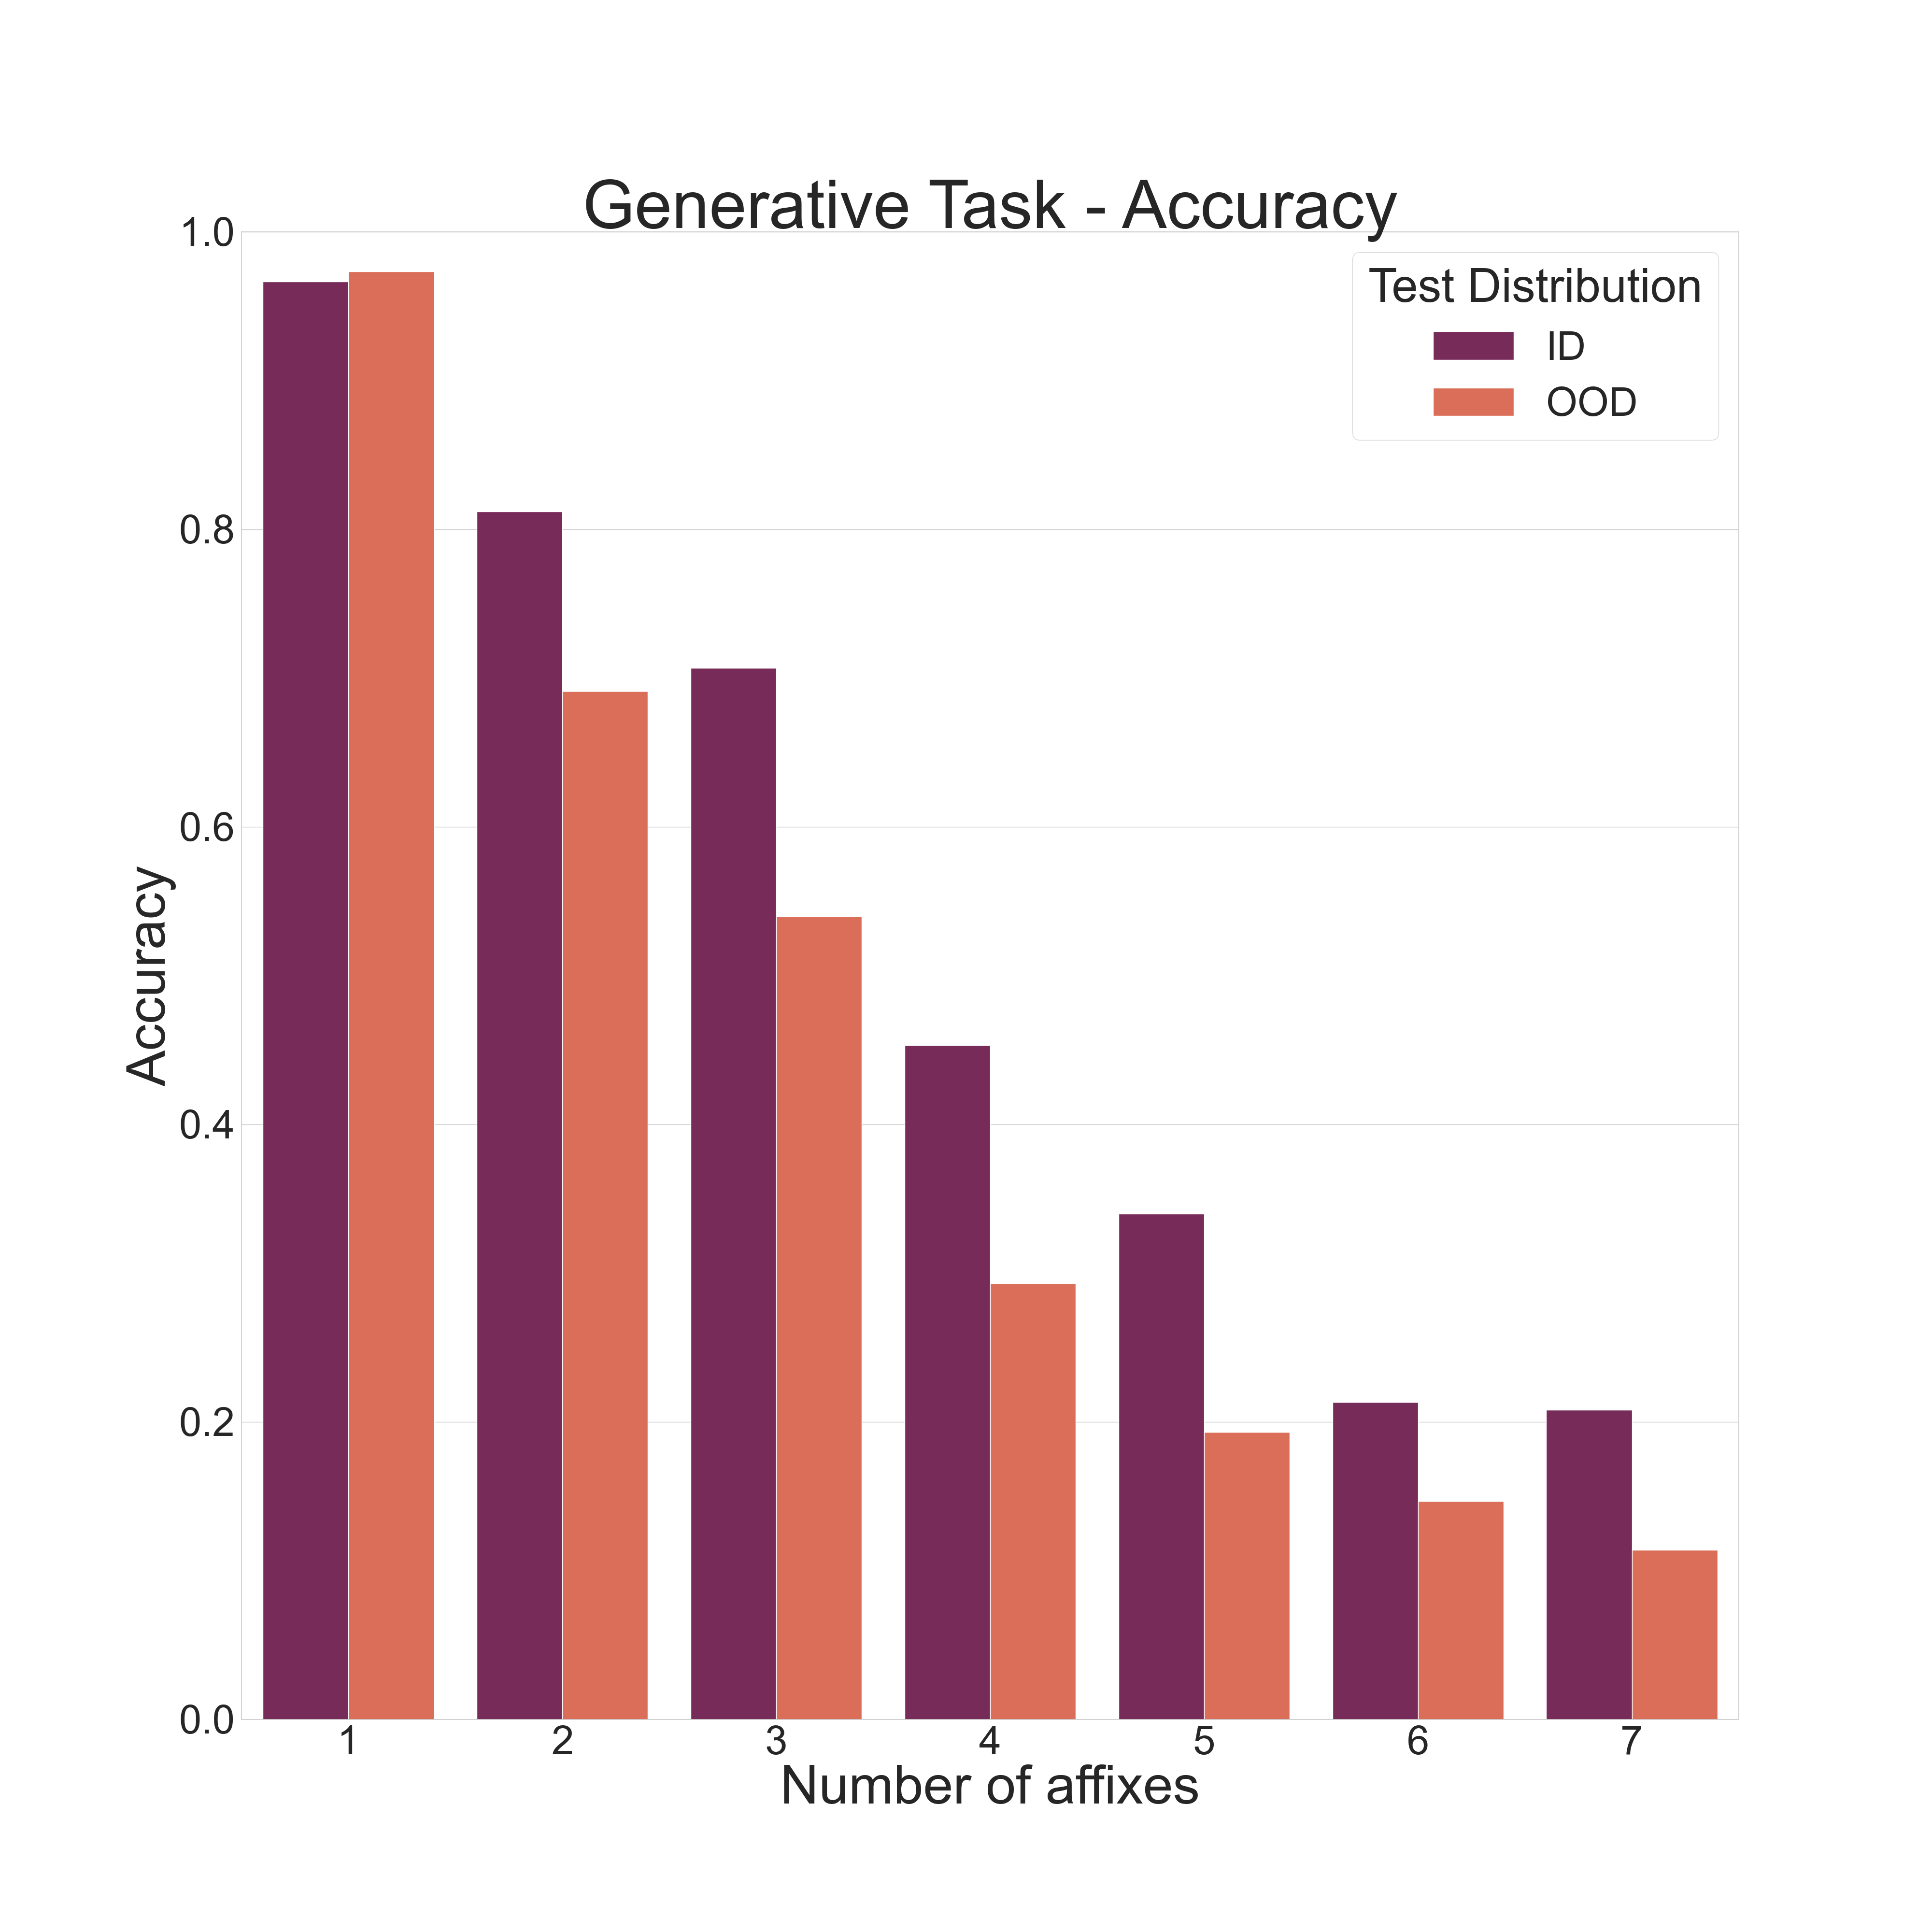 Generative Task - Accuracy
Test Distribution
ID
OOD
1.0
0.8
0.6
0.4
0.2
0.0
Accuracy
1 2 3 4 5 6 7
Number of affixes